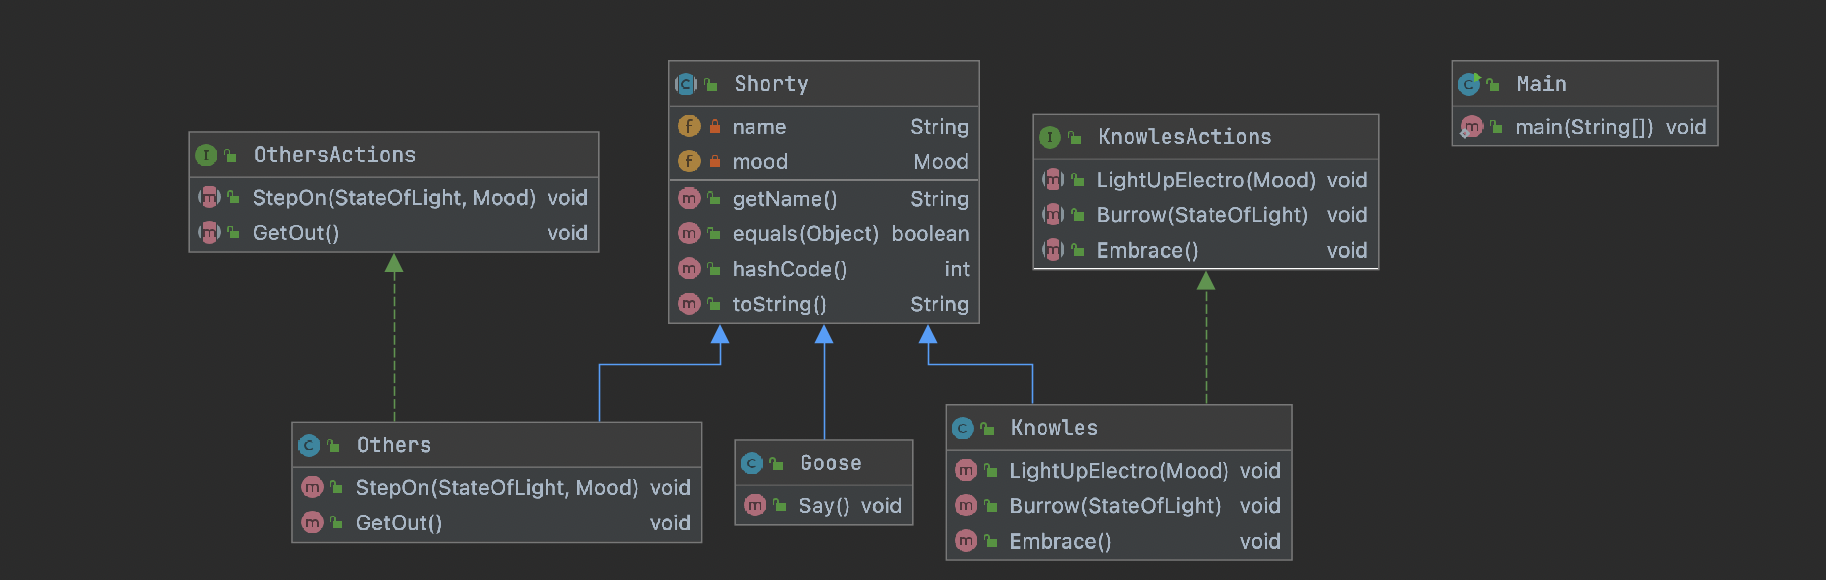 OthersActions
StepOn(StateOfLight, Mood) void
GetOut() void
Shorty
name String
mood Mood
getName() String
equals(Object) boolean
hashCode() int
toString() String
KnowlesActions
LightUpElectro(Mood) void
Burrow(StateOfLight) void
Embrace() void
Main
main(String[]) void
Others
StepOn(StateOfLight, Mood) void
GetOut() void
Goose
Say() void
Knowles
LightUpElectro(Mood) void
Burrow(StateOfLight) void
Embrace() void